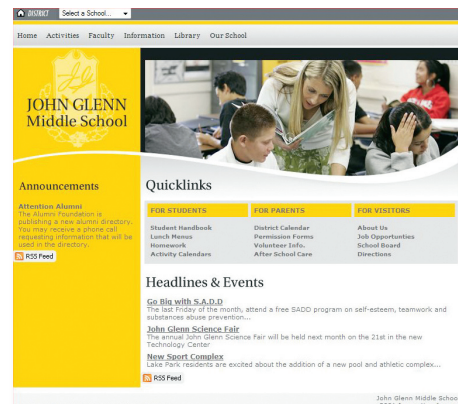 DISTRICT Select a School...
Home Activities Faculty Information Library Our School
JOHN GLENN
Middle School
Announcements
Attention Alumni
The Alumni Foundation is
publishing a new alumni directory.
You may receive a phone call
requesting information that will be
used in the directory.
RSS Feed
Quicklinks
FOR STUDENTS
Student Handbook
Lunch Menus
Homework
Activity Calendars
FOR PARENTS
District Calendar
Permission Forms
Volunteer Info.
After School Care
FOR VISITORS
About Us
Job Opportunties
School Board
Directions
Headlines & Events
Go Big with S.A.D.D
The last Friday of the month, attend a free SADD program on self-esteem, teamwork and
substances abuse prevention...
John Glenn Science Fair
The annual John Glenn Science Fair will be held next month on the 21st in the new
Technology Center
New Sport Complex
Lake Park residents are excited about the addition of a new pool and athletic complex...
RSS Feed
John Glenn Middle Schoo